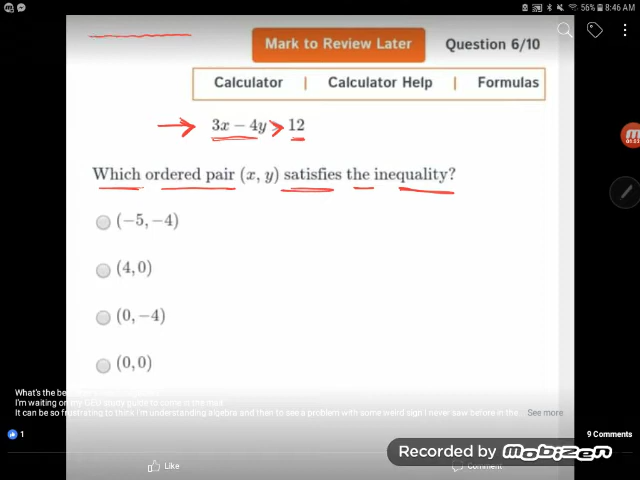 56% 8:46 AM
Mark to Review Later Question 6/10
Calculator | Calculator Help | Formulas
3x − 4y > 12
Which ordered pair (x, y) satisfies the inequality?
(−5, −4)
(4, 0)
(0, −4)
(0, 0)
What's the be
I'm waiting on my GED study guide to come in the mail
It can be so frustrating to think I'm understanding algebra and then to see a problem with some weird sign I never saw before in the... See more
1 9 Comments
Recorded by Mobizen
Like Comment